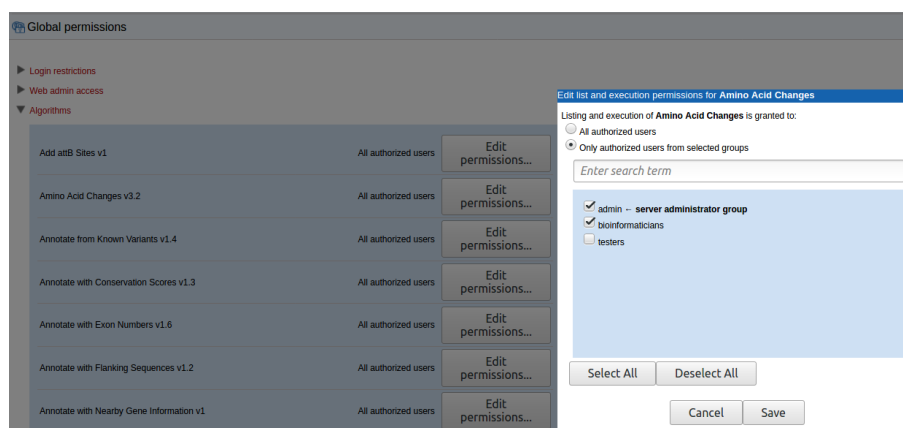 Global permissions
Login restrictions
Web admin access
Algorithms
Add attB Sites v1 All authorized users Edit permissions...
Amino Acid Changes v3.2 All authorized users Edit permissions...
Annotate from Known Variants v1.4 All authorized users Edit permissions...
Annotate with Conservation Scores v1.3 All authorized users Edit permissions...
Annotate with Exon Numbers v1.6 All authorized users Edit permissions...
Annotate with Flanking Sequences v1.2 All authorized users Edit permissions...
Annotate with Nearby Gene Information v1 All authorized users Edit permissions...
Edit list and execution permissions for Amino Acid Changes
Listing and execution of Amino Acid Changes is granted to:
All authorized users
Only authorized users from selected groups
Enter search term
admin ← server administrator group
bioinformaticians
testers
Select All Deselect All
Cancel Save